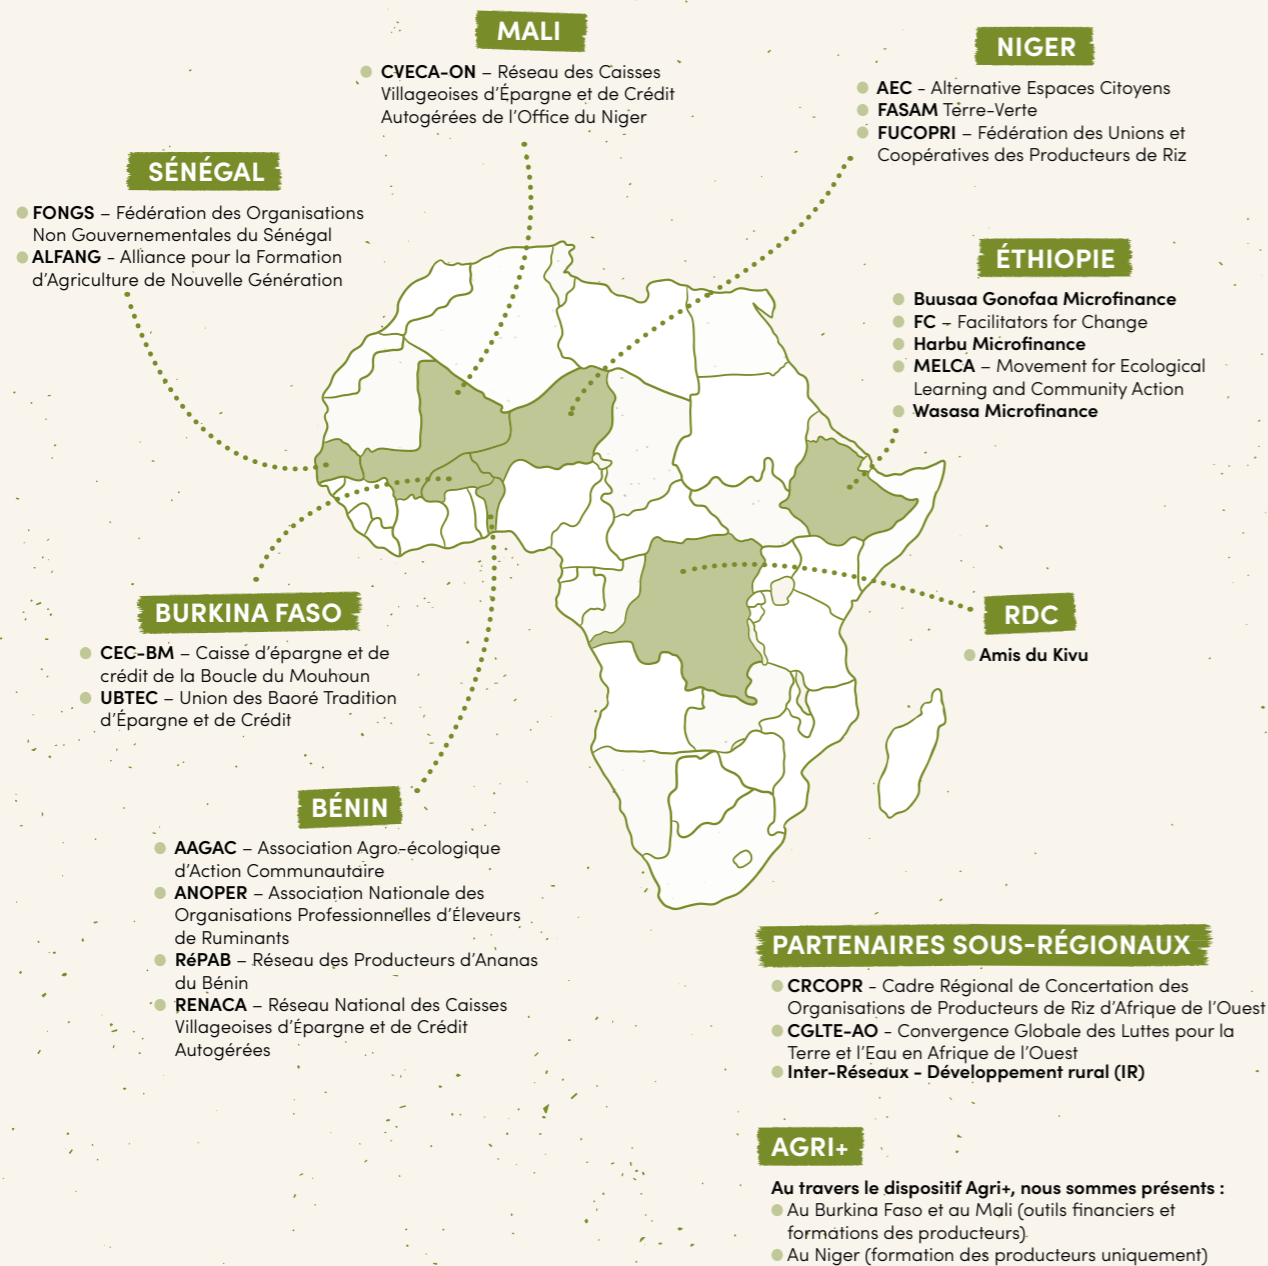 MALI
CVECA-ON – Réseau des Caisses
Villageoises d'Épargne et de Crédit
Autogérées de l'Office du Niger
NIGER
AEC - Alternative Espaces Citoyens
FASAM Terre-Verte
FUCOPRI – Fédération des Unions et
Coopératives des Producteurs de Riz
SÉNÉGAL
FONGS – Fédération des Organisations
Non Gouvernementales du Sénégal
ALFANG - Alliance pour la Formation
d'Agriculture de Nouvelle Génération
ÉTHIOPIE
Buusaa Gonofaa Microfinance
FC – Facilitators for Change
Harbu Microfinance
MELCA – Movement for Ecological
Learning and Community Action
Wasasa Microfinance
BURKINA FASO
CEC-BM – Caisse d'épargne et de
crédit de la Boucle du Mouhoun
UBTEC – Union des Baoré Tradition
d'Épargne et de Crédit
RDC
Amis du Kivu
BÉNIN
AAGAC – Association Agro-écologique
d'Action Communautaire
ANOPER – Association Nationale des
Organisations Professionnelles d'Éleveurs
de Ruminants
RéPAB – Réseau des Producteurs d'Ananas
du Bénin
RENACA – Réseau National des Caisses
Villageoises d'Épargne et de Crédit
Autogérées
PARTENAIRES SOUS-RÉGIONAUX
CRCOPR - Cadre Régional de Concertation des
Organisations de Producteurs de Riz d'Afrique de l'Ouest
CGLTE-AO - Convergence Globale des Luttes pour la
Terre et l'Eau en Afrique de l'Ouest
Inter-Réseaux - Développement rural (IR)
AGRI+
Au travers le dispositif Agri+, nous sommes présents :
Au Burkina Faso et au Mali (outils financiers et
formations des producteurs)
Au Niger (formation des producteurs uniquement)